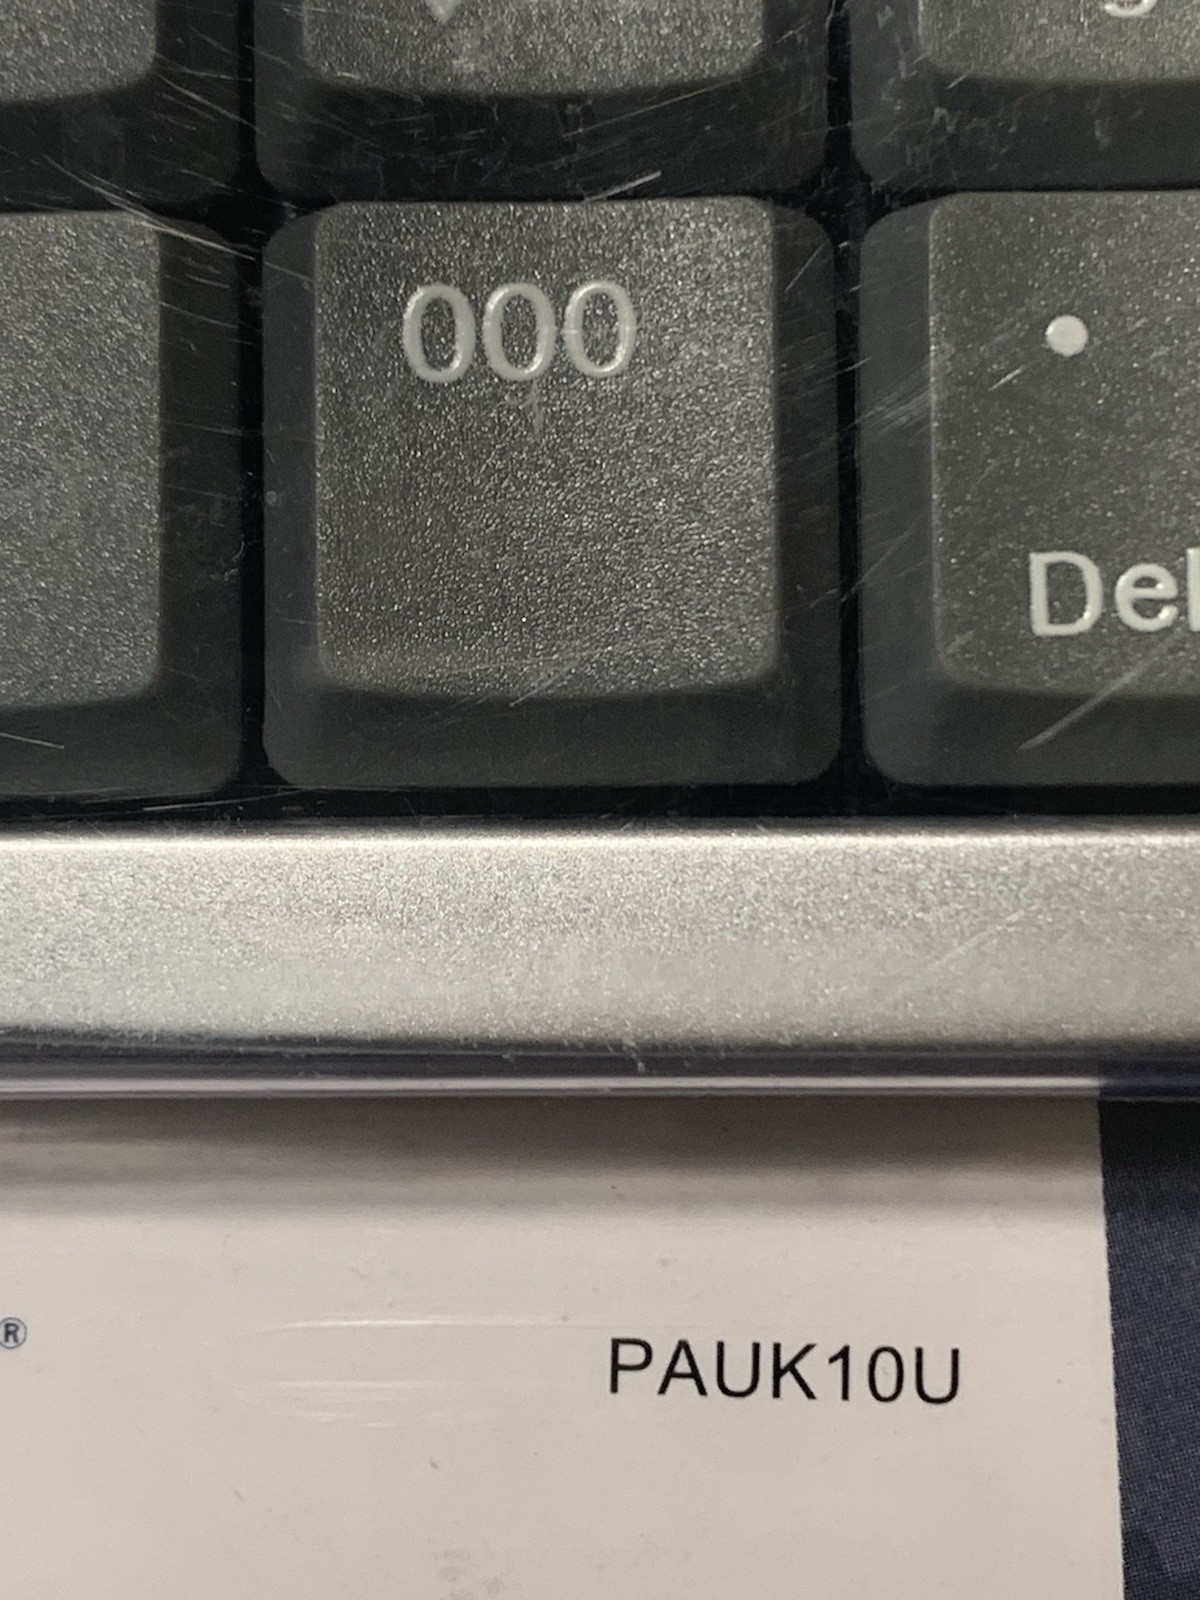 000
.
Del
®
PAUK10U